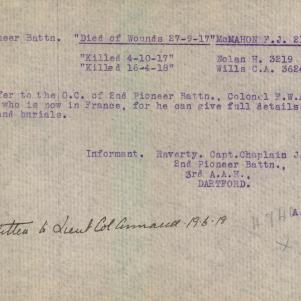 neer Battn. "Died of Wounds 27-9-17" McMAHON F.J. 2
"Killed 4-10-17" Nolan H. 3219
"Killed 16-4-18" Wills C.A. 362
fer to the O.C. of 2nd Pioneer Battn., Colonel F.W.
who is now in France, for he can give full details
and burials.
Informant. Raverty. Capt.Chaplain J
2nd Pioneer Battn.,
3rd A.A.H.,
DARTFORD.
A.
itten to Lieut Col Annand 19.6.19